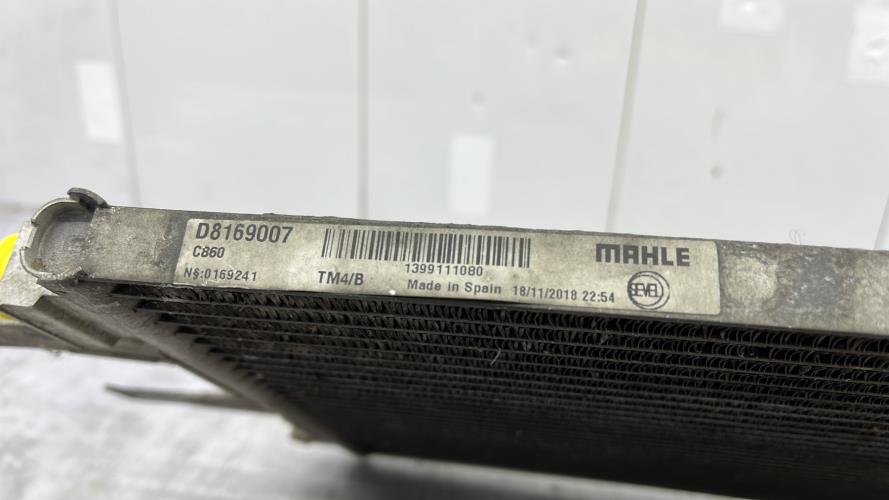 D8169007
C860
N§:0169241
TM4/B
1399111080
Made in Spain 18/11/2018 22:54
MAHLE
SEVEL